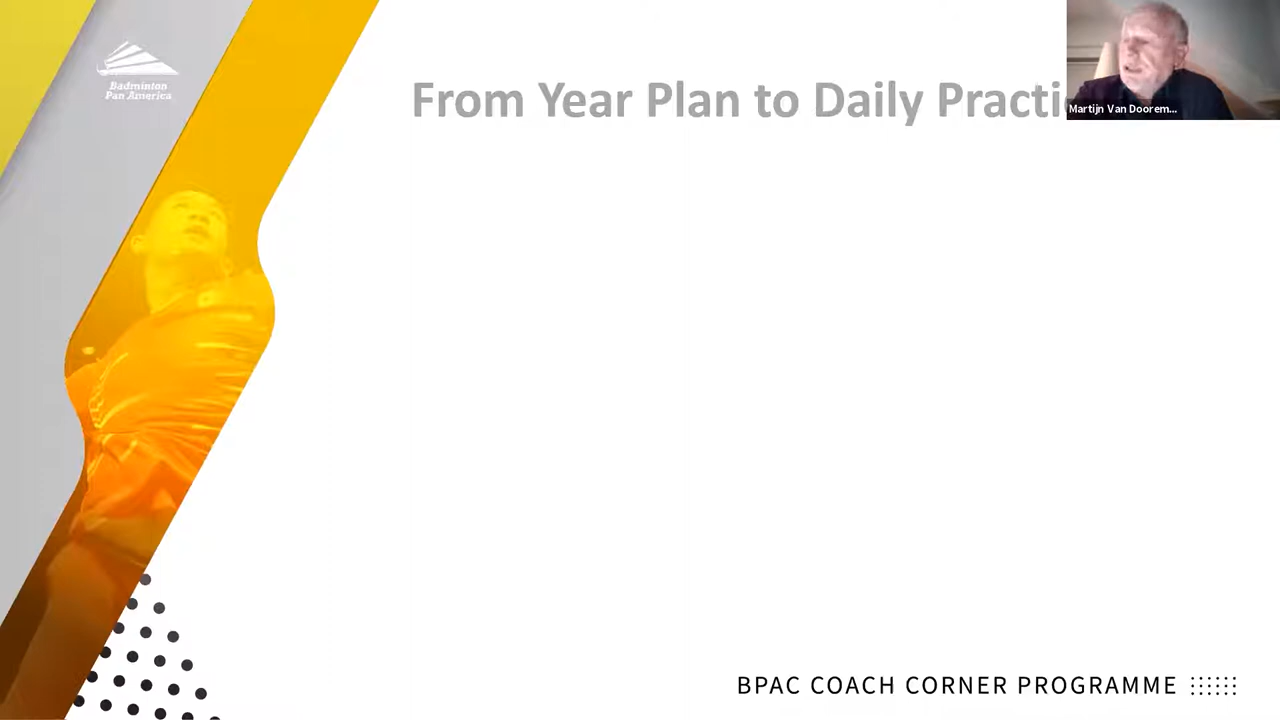 Badminton
Pan America
From Year Plan to Daily Practi
Martijn Van Doorem...
BPAC COACH CORNER PROGRAMME